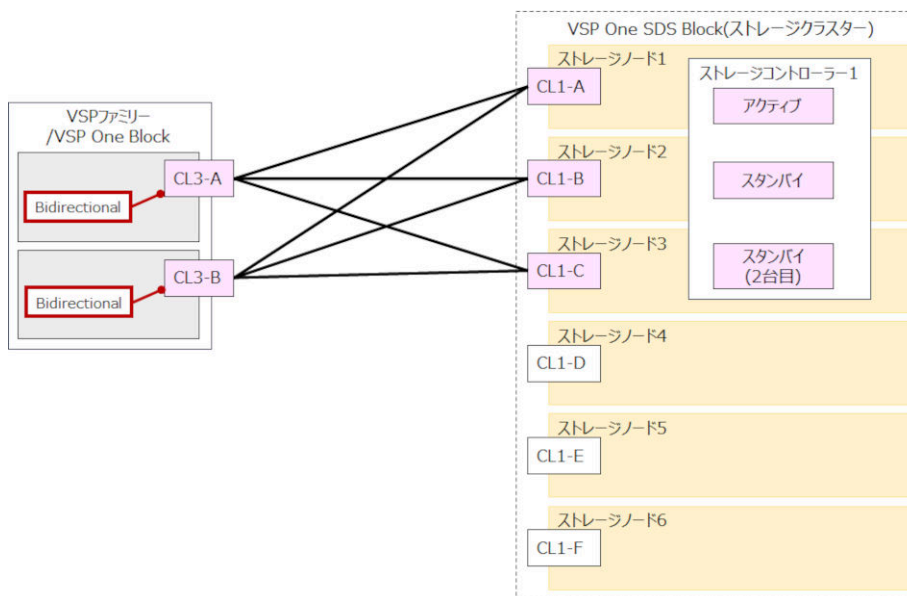 VSP One SDS Block(ストレージクラスター)
ストレージノード1
ストレージコントローラー1
CL1-A
アクティブ
VSPファミリー
/VSP One Block
ストレージノード2
CL3-A
CL1-B
スタンバイ
Bidirectional
ストレージノード3
CL3-B
CL1-C
スタンバイ
(2台目)
Bidirectional
ストレージノード4
CL1-D
ストレージノード5
CL1-E
ストレージノード6
CL1-F